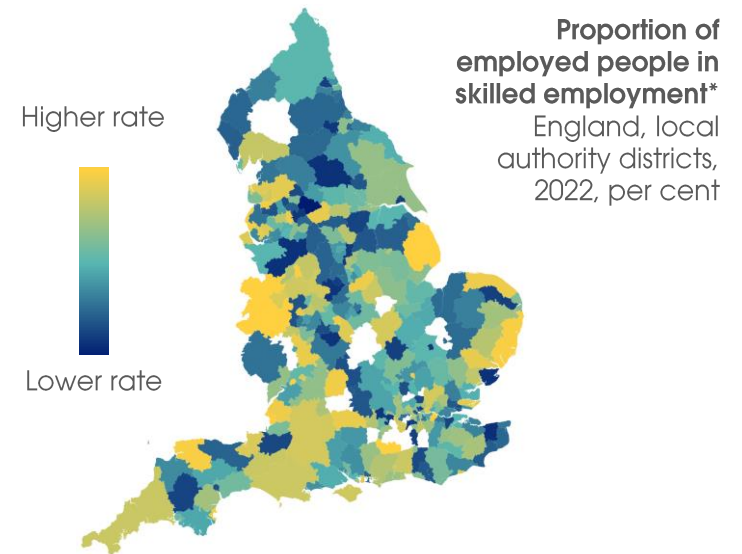 Proportion of
employed people in
skilled employment*
England, local
authority districts,
2022, per cent
Higher rate
Lower rate